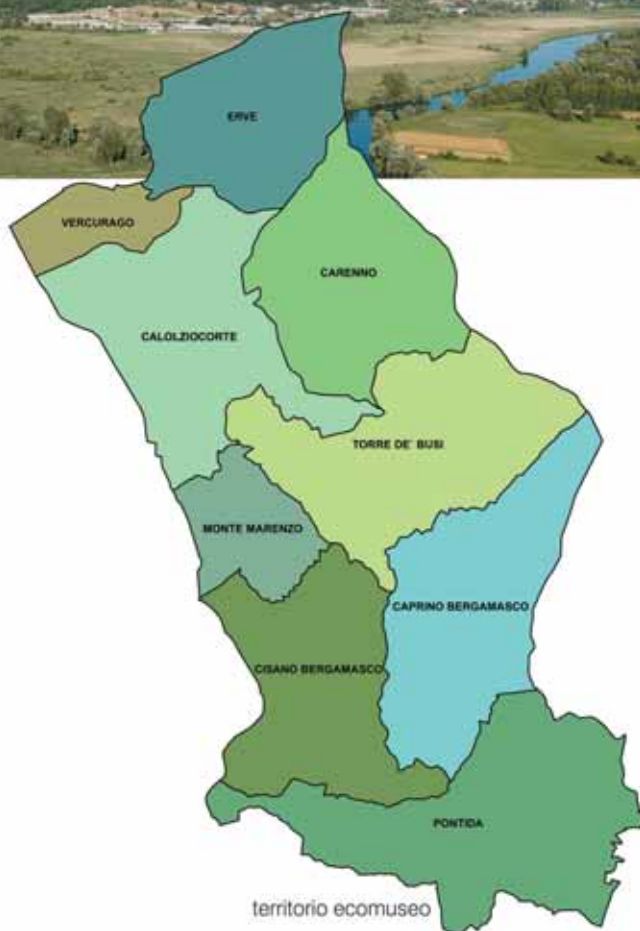 ERVE
VERCURAGO
CARENNO
CALOLZIOCORTE
TORRE DE' BUSI
MONTE MARENZO
CAPRINO BERGAMASCO
CISANO BERGAMASCO
PONTIDA
territorio ecomuseo